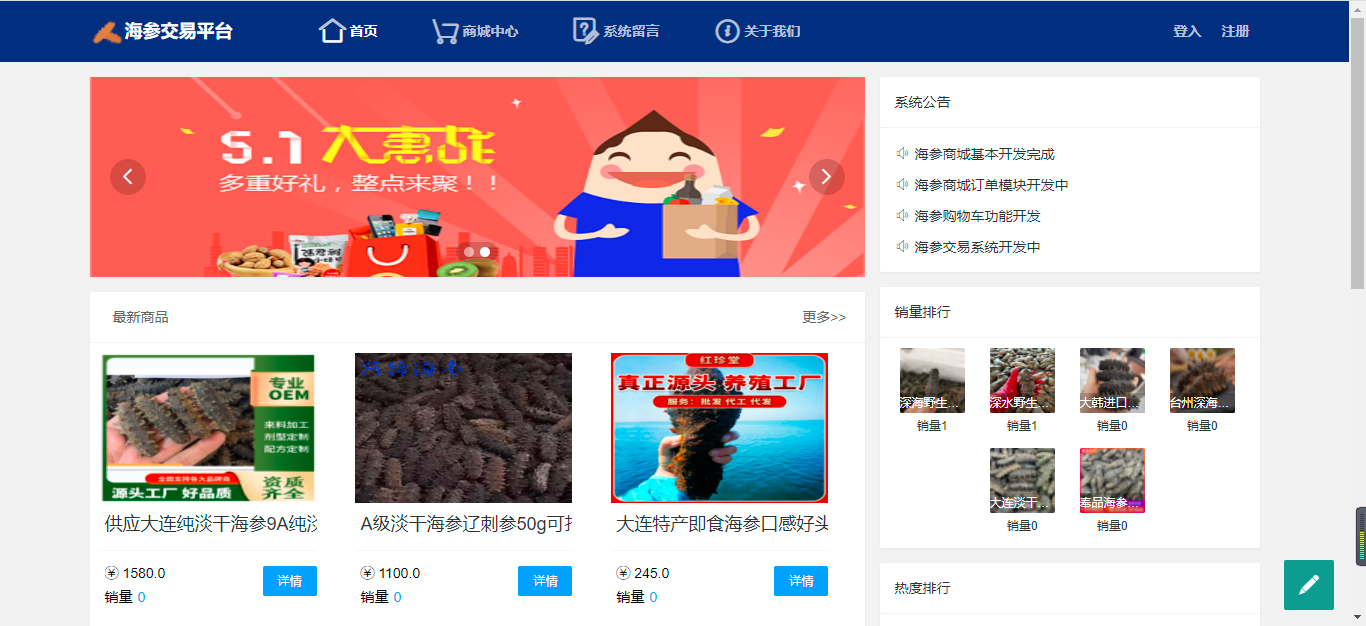 海参交易平台
首页
商城中心
系统留言
关于我们
登入
注册
5.1 大惠战
多重好礼，整点来聚！！
系统公告
海参商城基本开发完成
海参商城订单模块开发中
海参购物车功能开发
海参交易系统开发中
最新商品
更多>>
专业
OEM
来料加工
剂型定制
配方定制
全面支持各大品牌商
源头工厂 好品质
资质
齐全
供应大连纯淡干海参9A纯淡
¥ 1580.0
销量 0
详情
A级淡干海参辽刺参50g可打
¥ 1100.0
销量 0
详情
红珍堂
真正源头 养殖工厂
服务：批发 代工 代发
大连特产即食海参口感好头
¥ 245.0
销量 0
详情
销量排行
深海野生...
销量1
深水野生...
销量1
大韩进口...
销量0
台州深海...
销量0
大连淡干...
销量0
奉品海参...
销量0
热度排行